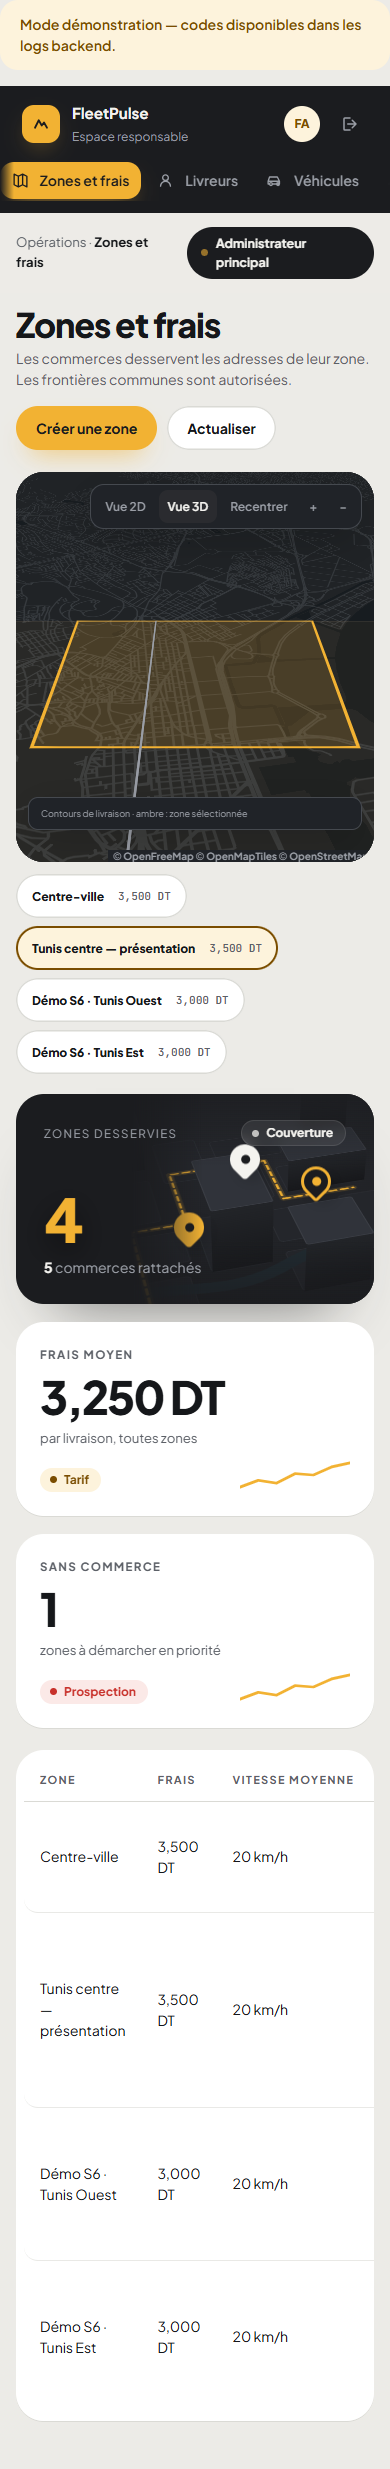 Mode démonstration — codes disponibles dans les
logs backend.
FleetPulse
Espace responsable
FA
Zones et frais
Livreurs
Véhicules
Opérations · Zones et
frais
Administrateur
principal
Zones et frais
Les commerces desservent les adresses de leur zone.
Les frontières communes sont autorisées.
Créer une zone
Actualiser
Vue 2D
Vue 3D
Recentrer
+
−
Contours de livraison · ambre : zone sélectionnée
© OpenFreeMap © OpenMapTiles © OpenStreetMa
Centre-ville 3,500 DT
Tunis centre — présentation 3,500 DT
Démo S6 · Tunis Ouest 3,000 DT
Démo S6 · Tunis Est 3,000 DT
ZONES DESSERVIES
Couverture
4
5 commerces rattachés
FRAIS MOYEN
3,250 DT
par livraison, toutes zones
Tarif
SANS COMMERCE
1
zones à démarcher en priorité
Prospection
ZONE FRAIS VITESSE MOYENNE
Centre-ville
3,500
DT
20 km/h
Tunis centre
—
présentation
3,500
DT
20 km/h
Démo S6 ·
Tunis Ouest
3,000
DT
20 km/h
Démo S6 ·
Tunis Est
3,000
DT
20 km/h